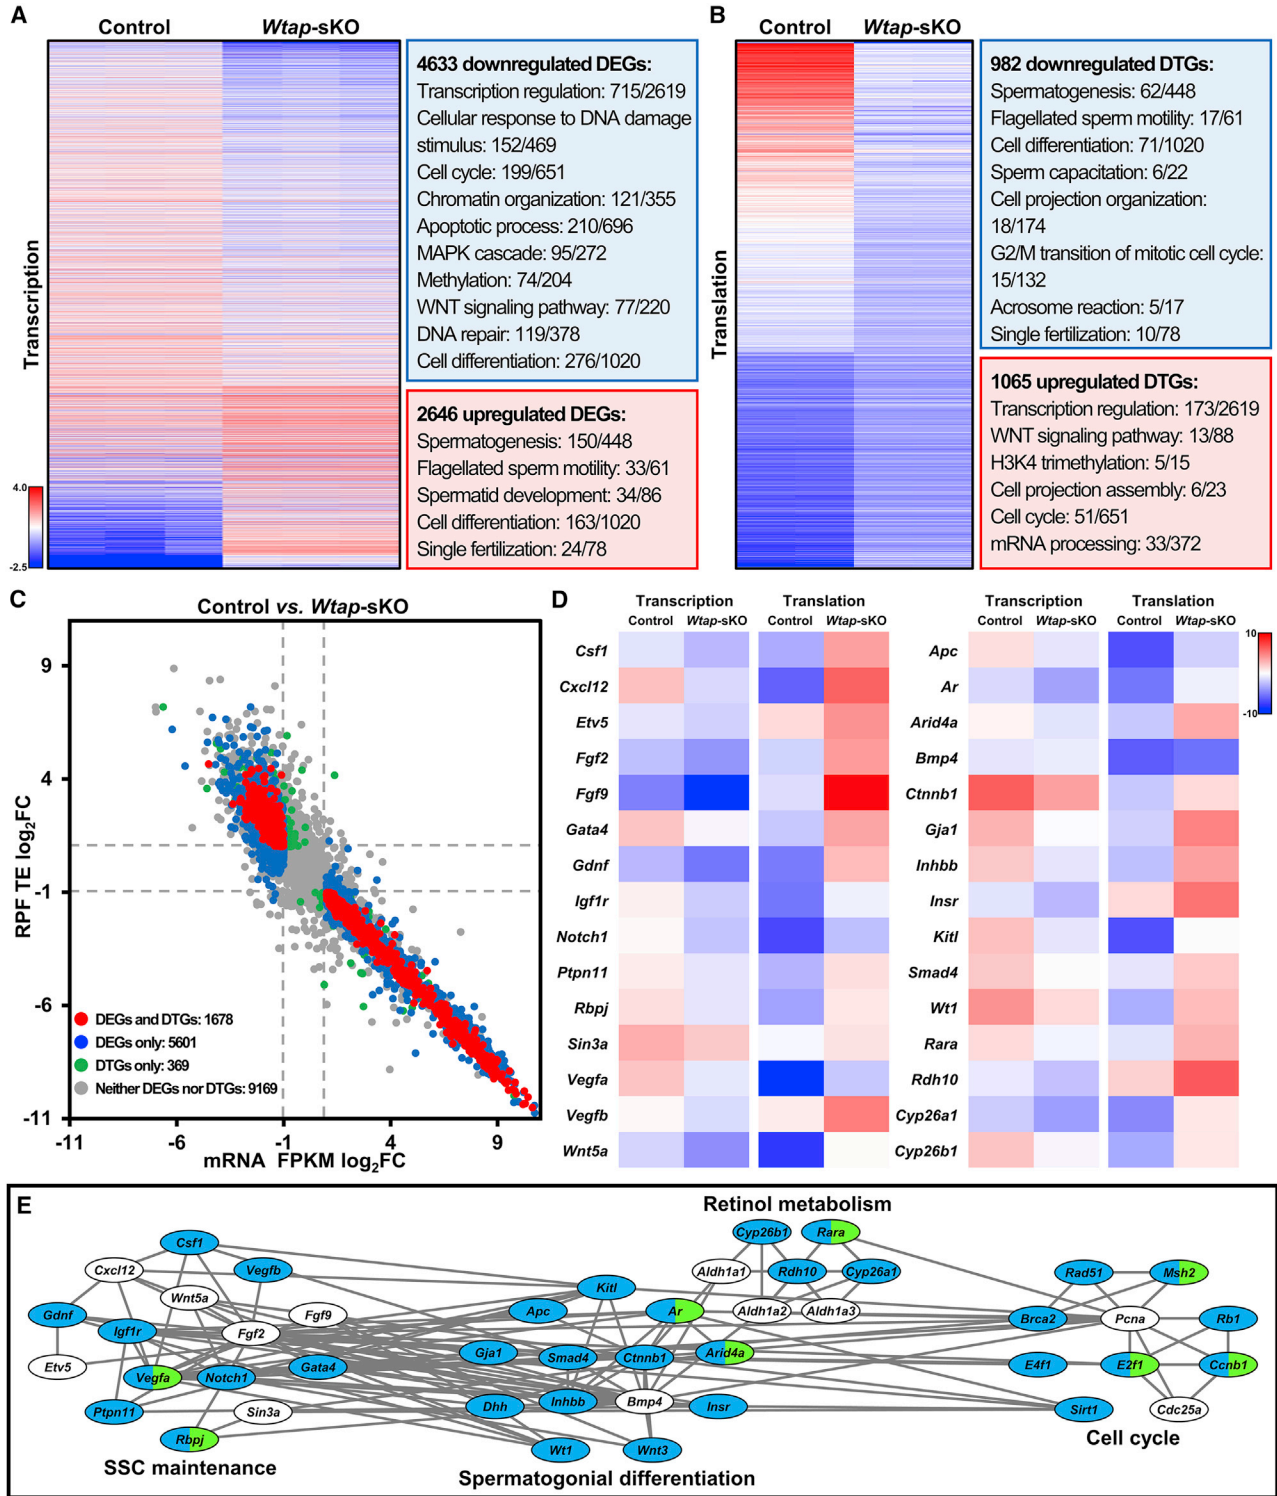 A
Control Wtap-sKO
Transcription
4.0
-2.5
4633 downregulated DEGs:
Transcription regulation: 715/2619
Cellular response to DNA damage
stimulus: 152/469
Cell cycle: 199/651
Chromatin organization: 121/355
Apoptotic process: 210/696
MAPK cascade: 95/272
Methylation: 74/204
WNT signaling pathway: 77/220
DNA repair: 119/378
Cell differentiation: 276/1020
2646 upregulated DEGs:
Spermatogenesis: 150/448
Flagellated sperm motility: 33/61
Spermatid development: 34/86
Cell differentiation: 163/1020
Single fertilization: 24/78
B
Control Wtap-sKO
Translation
982 downregulated DTGs:
Spermatogenesis: 62/448
Flagellated sperm motility: 17/61
Cell differentiation: 71/1020
Sperm capacitation: 6/22
Cell projection organization:
18/174
G2/M transition of mitotic cell cycle:
15/132
Acrosome reaction: 5/17
Single fertilization: 10/78
1065 upregulated DTGs:
Transcription regulation: 173/2619
WNT signaling pathway: 13/88
H3K4 trimethylation: 5/15
Cell projection assembly: 6/23
Cell cycle: 51/651
mRNA processing: 33/372
C
Control vs. Wtap-sKO
RPF TE log2FC
9
4
-1
-6
-11
DEGs and DTGs: 1678
DEGs only: 5601
DTGs only: 369
Neither DEGs nor DTGs: 9169
-11 -6 -1 4 9
mRNA FPKM log2FC
D
Transcription Translation
Control Wtap-sKO Control Wtap-sKO
Csf1
Cxcl12
Etv5
Fgf2
Fgf9
Gata4
Gdnf
Igf1r
Notch1
Ptpn11
Rbpj
Sin3a
Vegfa
Vegfb
Wnt5a
Transcription Translation
Control Wtap-sKO Control Wtap-sKO
Apc
Ar
Arid4a
Bmp4
Ctnnb1
Gja1
Inhbb
Insr
Kitl
Smad4
Wt1
Rara
Rdh10
Cyp26a1
Cyp26b1
10
-10
E
Csf1
Cxcl12
Vegfb
Wnt5a
Gdnf
Igf1r
Fgf9
Fgf2
Etv5
Vegfa
Notch1
Gata4
Ptpn11
Sin3a
Rbpj
SSC maintenance
Kitl
Apc
Ar
Gja1
Smad4
Ctnnb1
Arid4a
Dhh
Inhbb
Bmp4
Insr
Wt1
Wnt3
Spermatogonial differentiation
Retinol metabolism
Cyp26b1
Rara
Aldh1a1
Rdh10
Cyp26a1
Aldh1a2
Aldh1a3
Rad51
Msh2
Brca2
Pcna
Rb1
E4f1
E2f1
Ccnb1
Sirt1
Cdc25a
Cell cycle